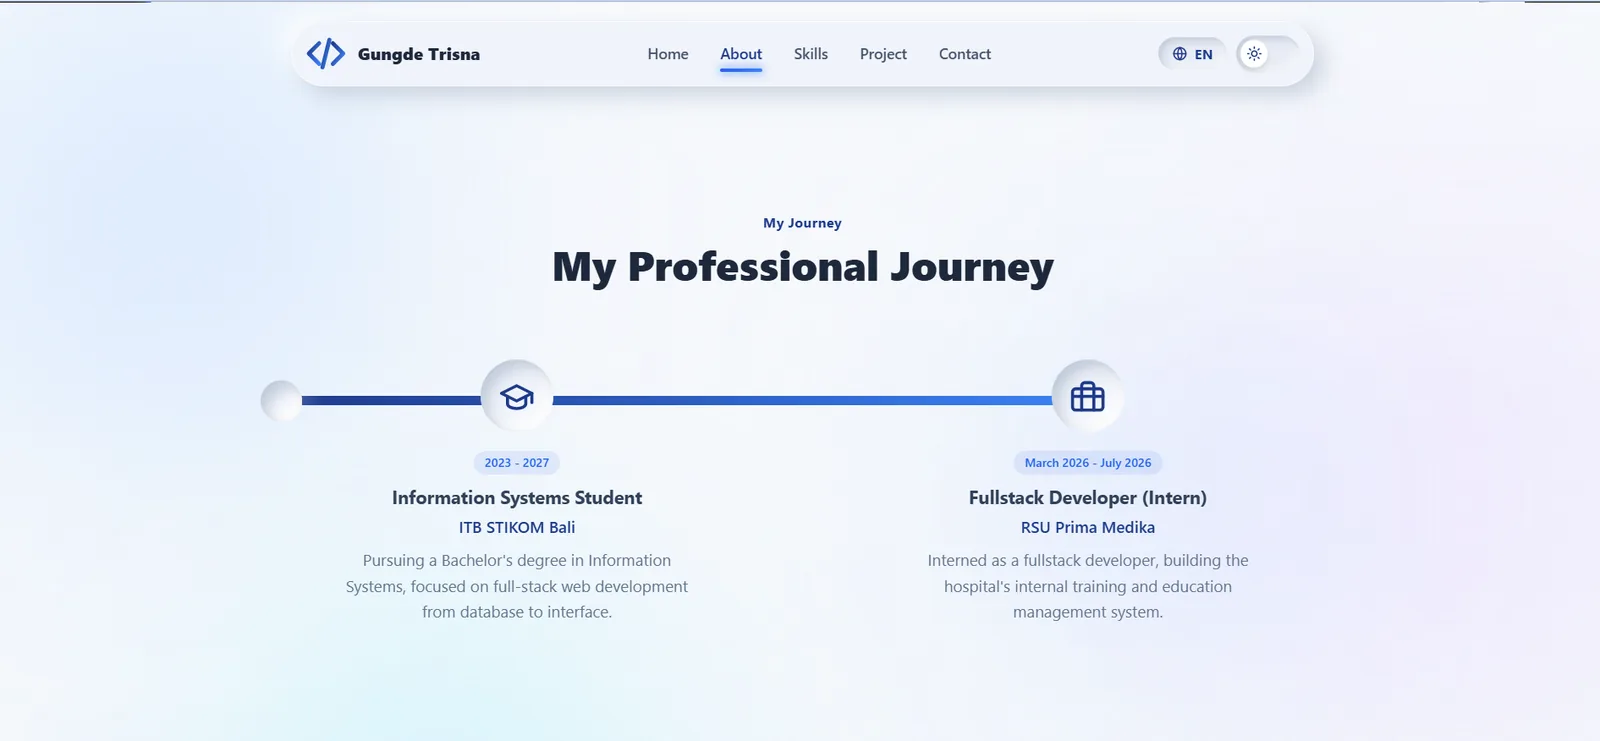 Gungde Trisna
Home
About
Skills
Project
Contact
EN
My Journey
My Professional Journey
2023 - 2027
Information Systems Student
ITB STIKOM Bali
Pursuing a Bachelor's degree in Information
Systems, focused on full-stack web development
from database to interface.
March 2026 - July 2026
Fullstack Developer (Intern)
RSU Prima Medika
Interned as a fullstack developer, building the
hospital's internal training and education
management system.